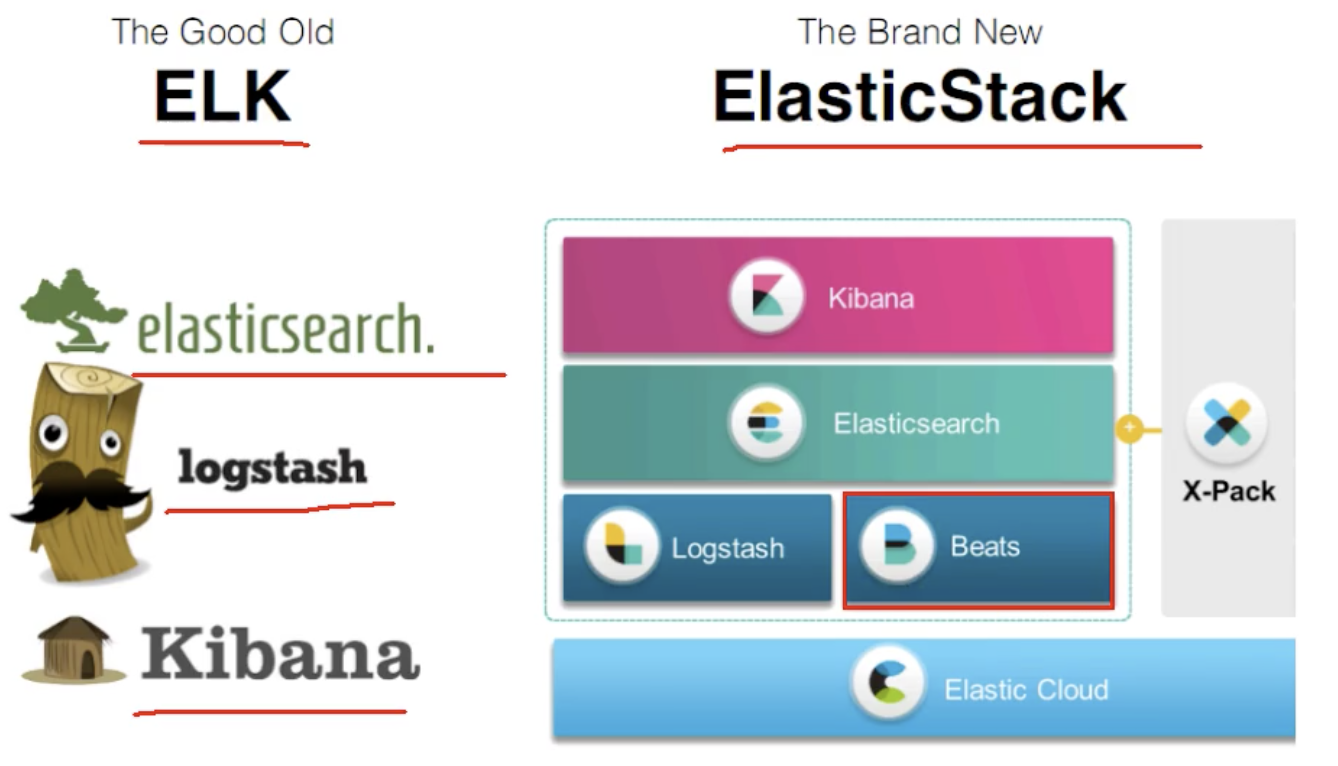 The Good Old
ELK
elasticsearch.
logstash
Kibana
The Brand New
ElasticStack
Kibana
Elasticsearch
Logstash
Beats
+
X-Pack
Elastic Cloud